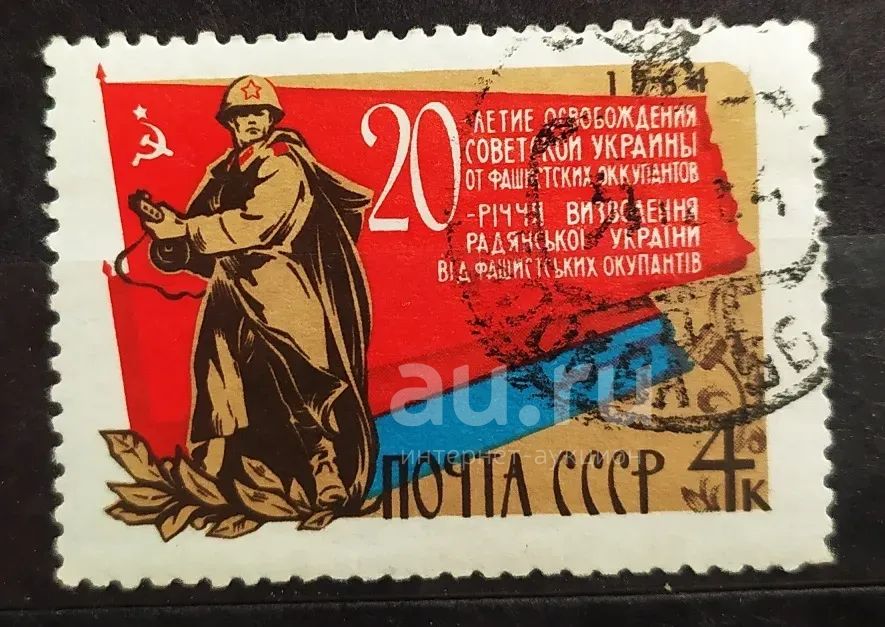 1964
20
ЛЕТИЕ ОСВОБОЖДЕНИЯ
СОВЕТСКОЙ УКРАИНЫ
ОТ ФАШИСТСКИХ ОККУПАНТОВ
-РІЧЧЯ ВИЗВОЛЕННЯ
РАДЯНСЬКОЇ УКРАЇНИ
ВІД ФАШИСТСЬКИХ ОКУПАНТІВ
au.ru
интернет-аукцион
ПОЧТА СССР
4К